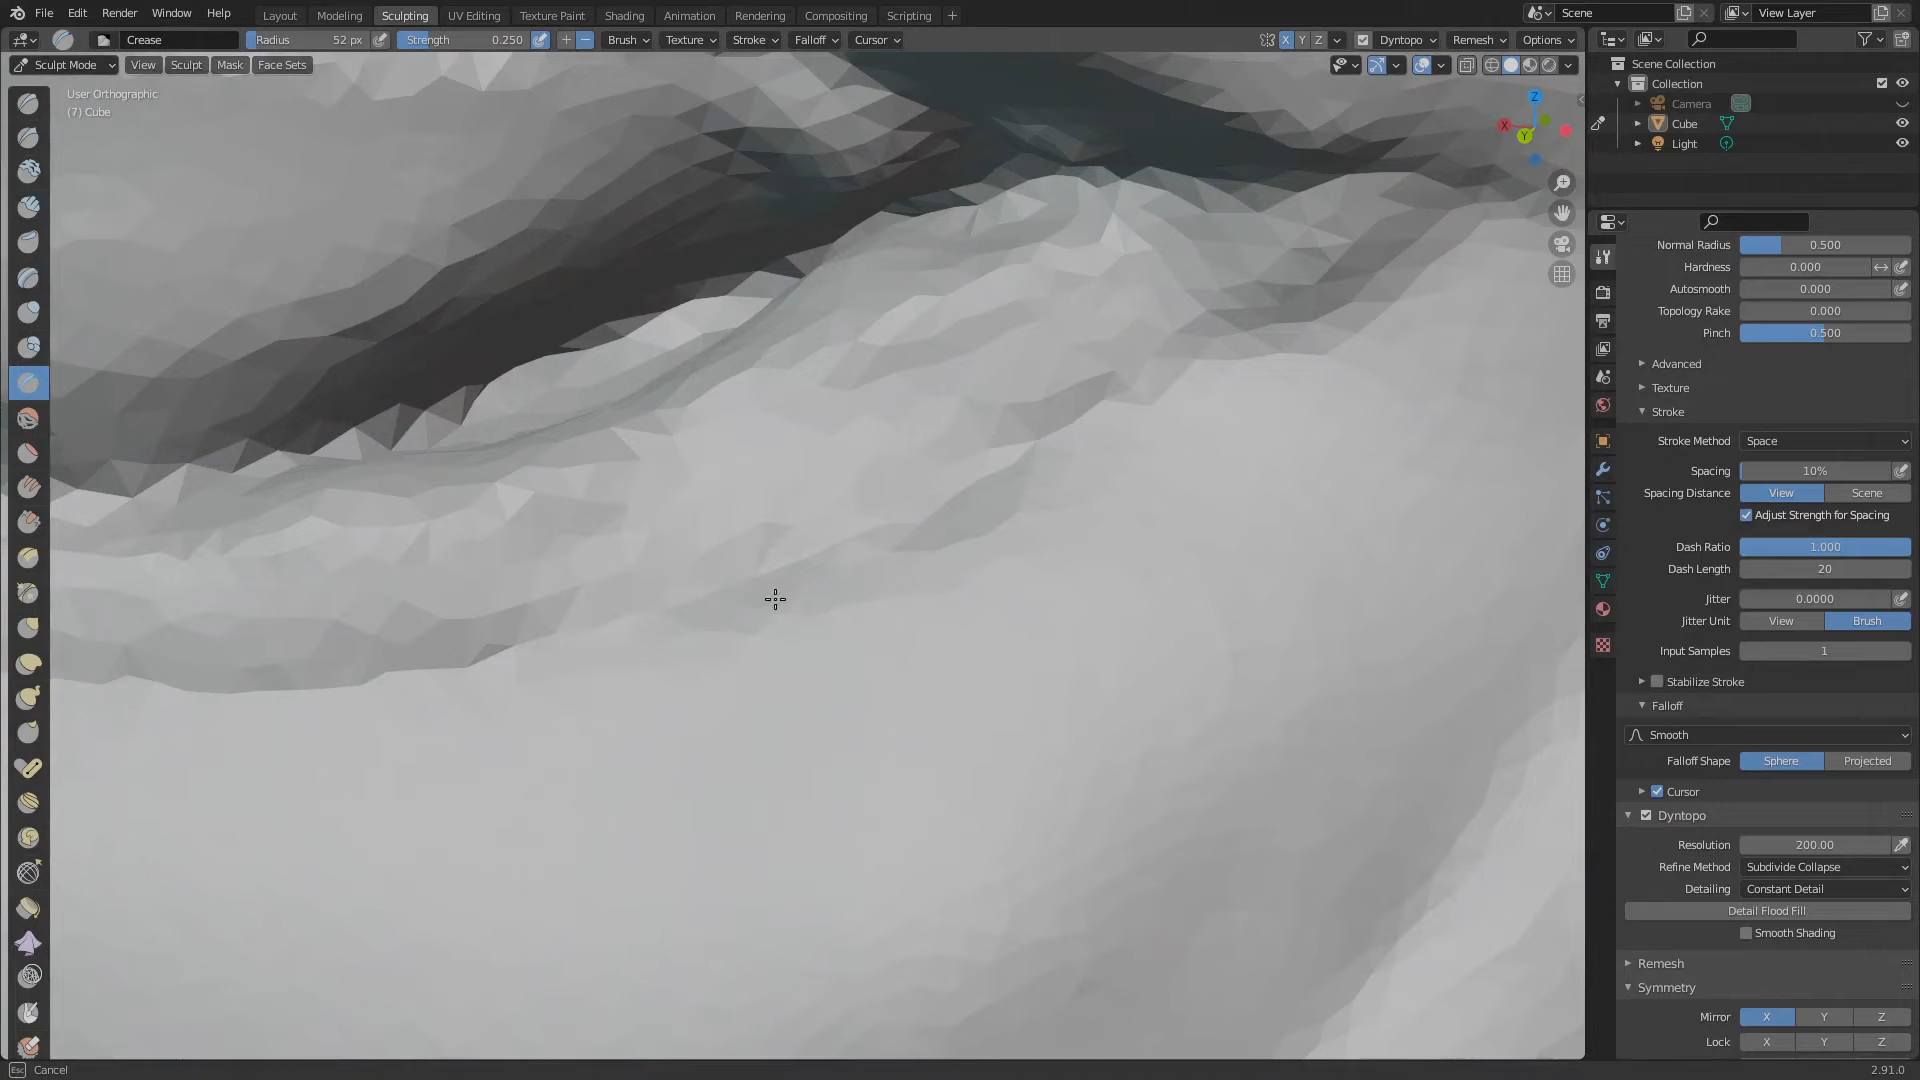 File Edit Render Window Help Layout Modeling Sculpting UV Editing Texture Paint Shading Animation Rendering Compositing Scripting + Scene View Layer
Crease Radius 52 px Strength 0.250 Brush Texture Stroke Falloff Cursor X Y Z Dyntopo Remesh Options
Sculpt Mode View Sculpt Mask Face Sets
User Orthographic
(7) Cube
Z
X
Y
Scene Collection
Collection
Camera
Cube
Light
Normal Radius 0.500
Hardness 0.000
Autosmooth 0.000
Topology Rake 0.000
Pinch 0.500
Advanced
Texture
Stroke
Stroke Method Space
Spacing 10%
Spacing Distance View Scene
Adjust Strength for Spacing
Dash Ratio 1.000
Dash Length 20
Jitter 0.0000
Jitter Unit View Brush
Input Samples 1
Stabilize Stroke
Falloff
Smooth
Falloff Shape Sphere Projected
Cursor
Dyntopo
Resolution 200.00
Refine Method Subdivide Collapse
Detailing Constant Detail
Detail Flood Fill
Smooth Shading
Remesh
Symmetry
Mirror X Y Z
Lock X Y Z
Esc Cancel 2.91.0